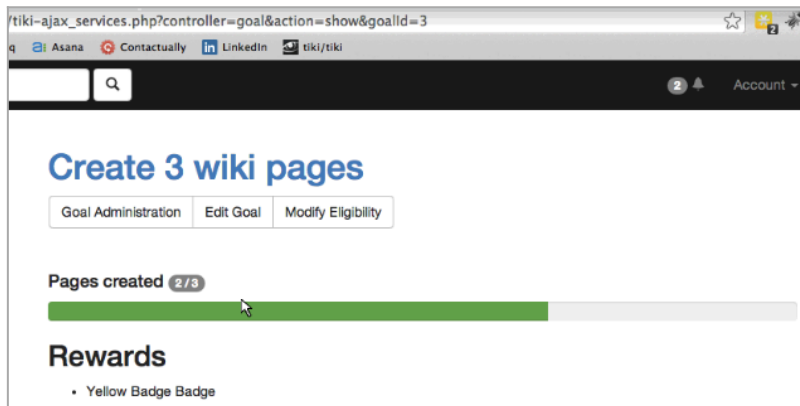 /tiki-ajax_services.php?controller=goal&action=show&goalId=3
2
q Asana Contactually LinkedIn tiki/tiki
2 Account
Create 3 wiki pages
Goal Administration Edit Goal Modify Eligibility
Pages created 2/3
Rewards
• Yellow Badge Badge